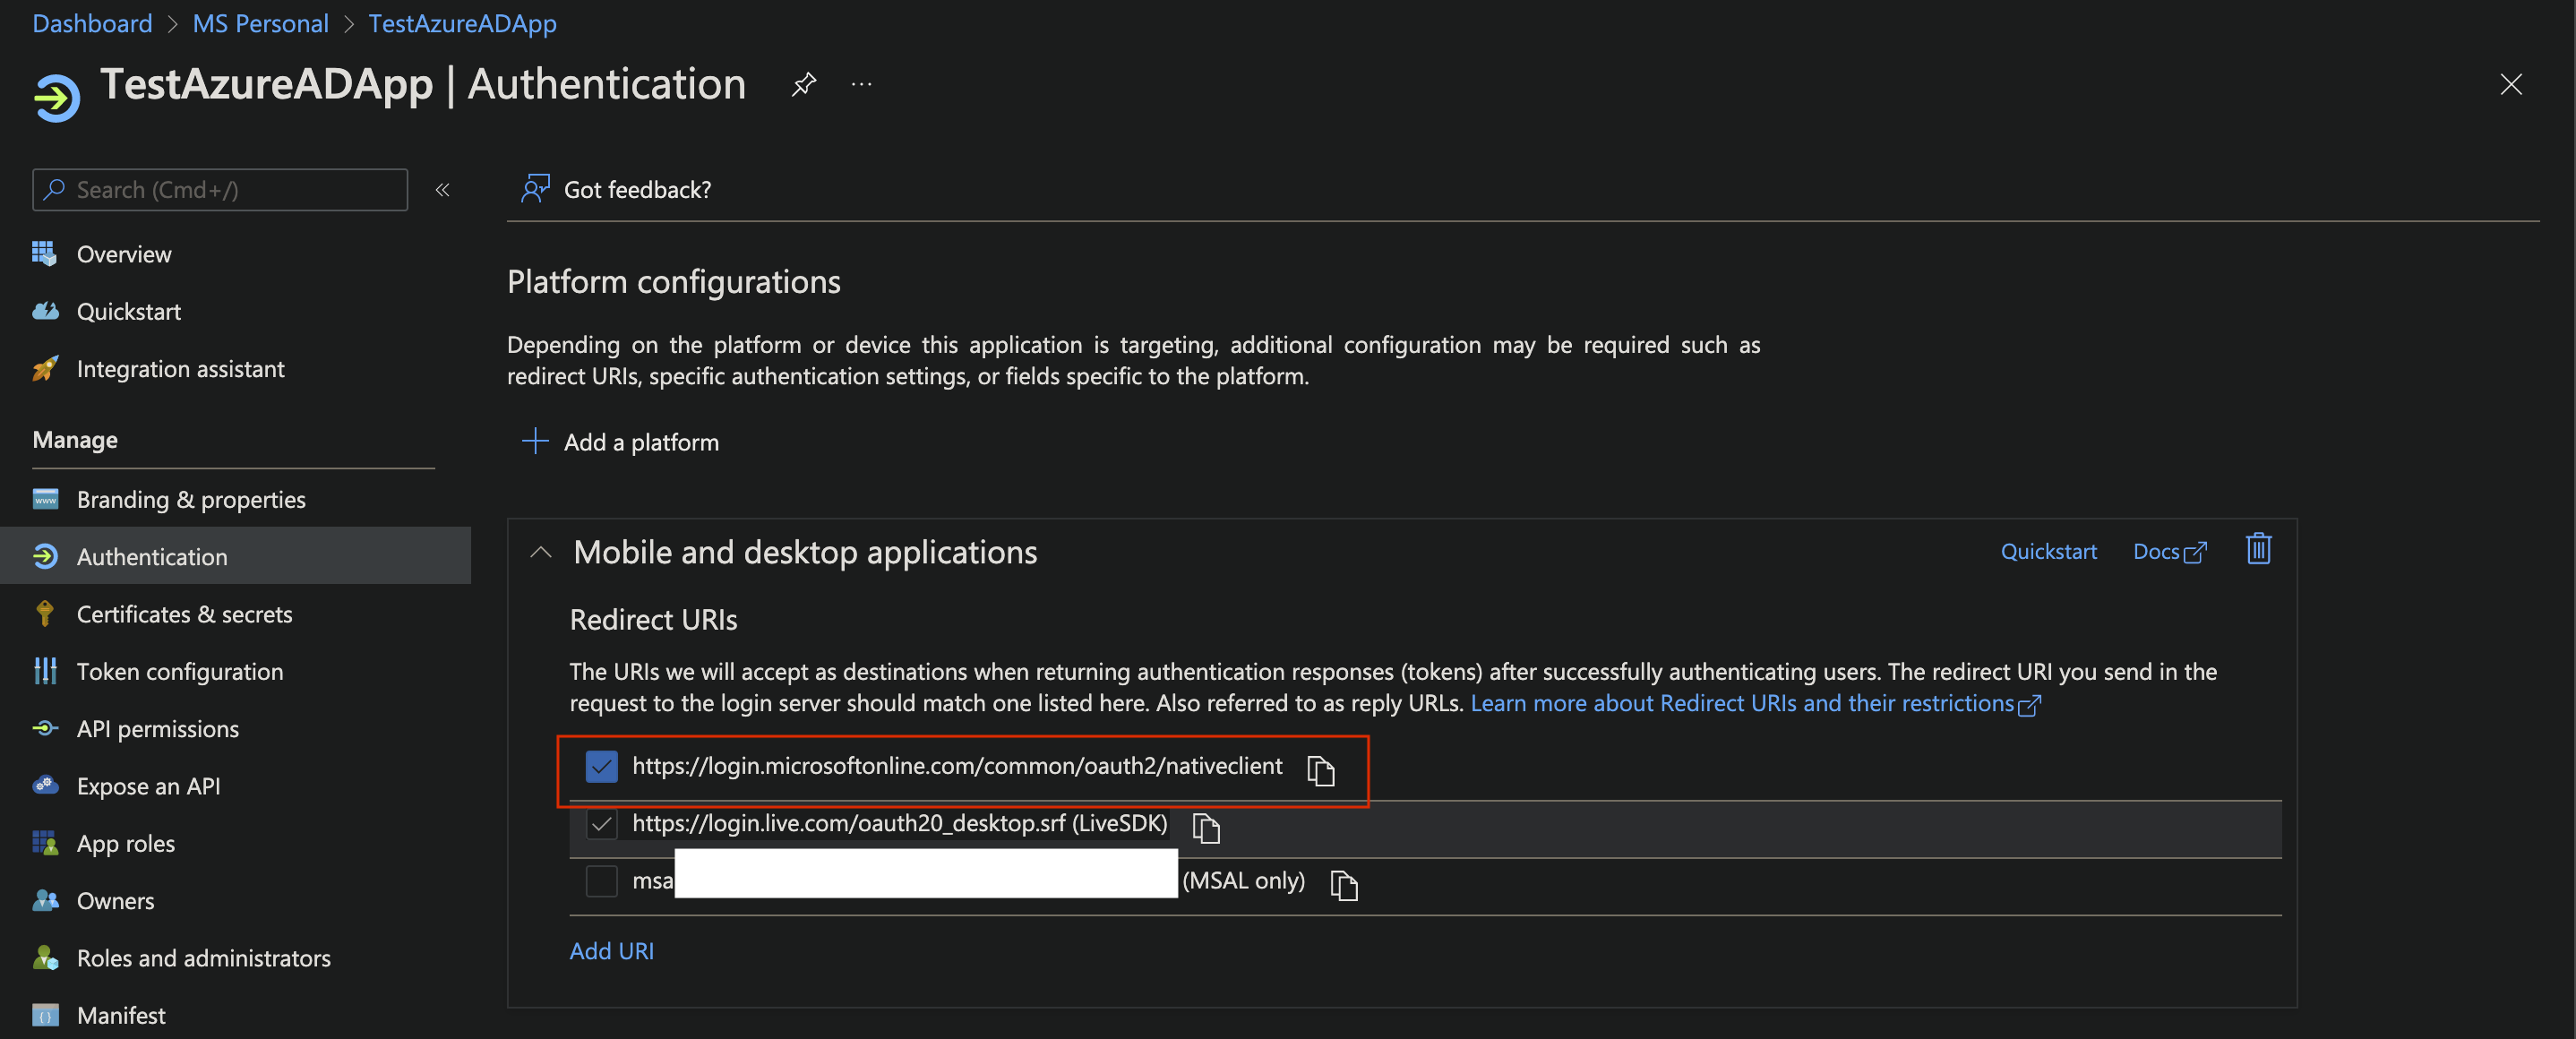 Dashboard > MS Personal > TestAzureADApp
TestAzureADApp | Authentication
Search (Cmd+/)
«
Got feedback?
Overview
Quickstart
Integration assistant
Manage
Branding & properties
Authentication
Certificates & secrets
Token configuration
API permissions
Expose an API
App roles
Owners
Roles and administrators
Manifest
Platform configurations
Depending on the platform or device this application is targeting, additional configuration may be required such as
redirect URIs, specific authentication settings, or fields specific to the platform.
Add a platform
Mobile and desktop applications
Quickstart Docs
Redirect URIs
The URIs we will accept as destinations when returning authentication responses (tokens) after successfully authenticating users. The redirect URI you send in the
request to the login server should match one listed here. Also referred to as reply URLs. Learn more about Redirect URIs and their restrictions
https://login.microsoftonline.com/common/oauth2/nativeclient
https://login.live.com/oauth20_desktop.srf (LiveSDK)
msa (MSAL only)
Add URI